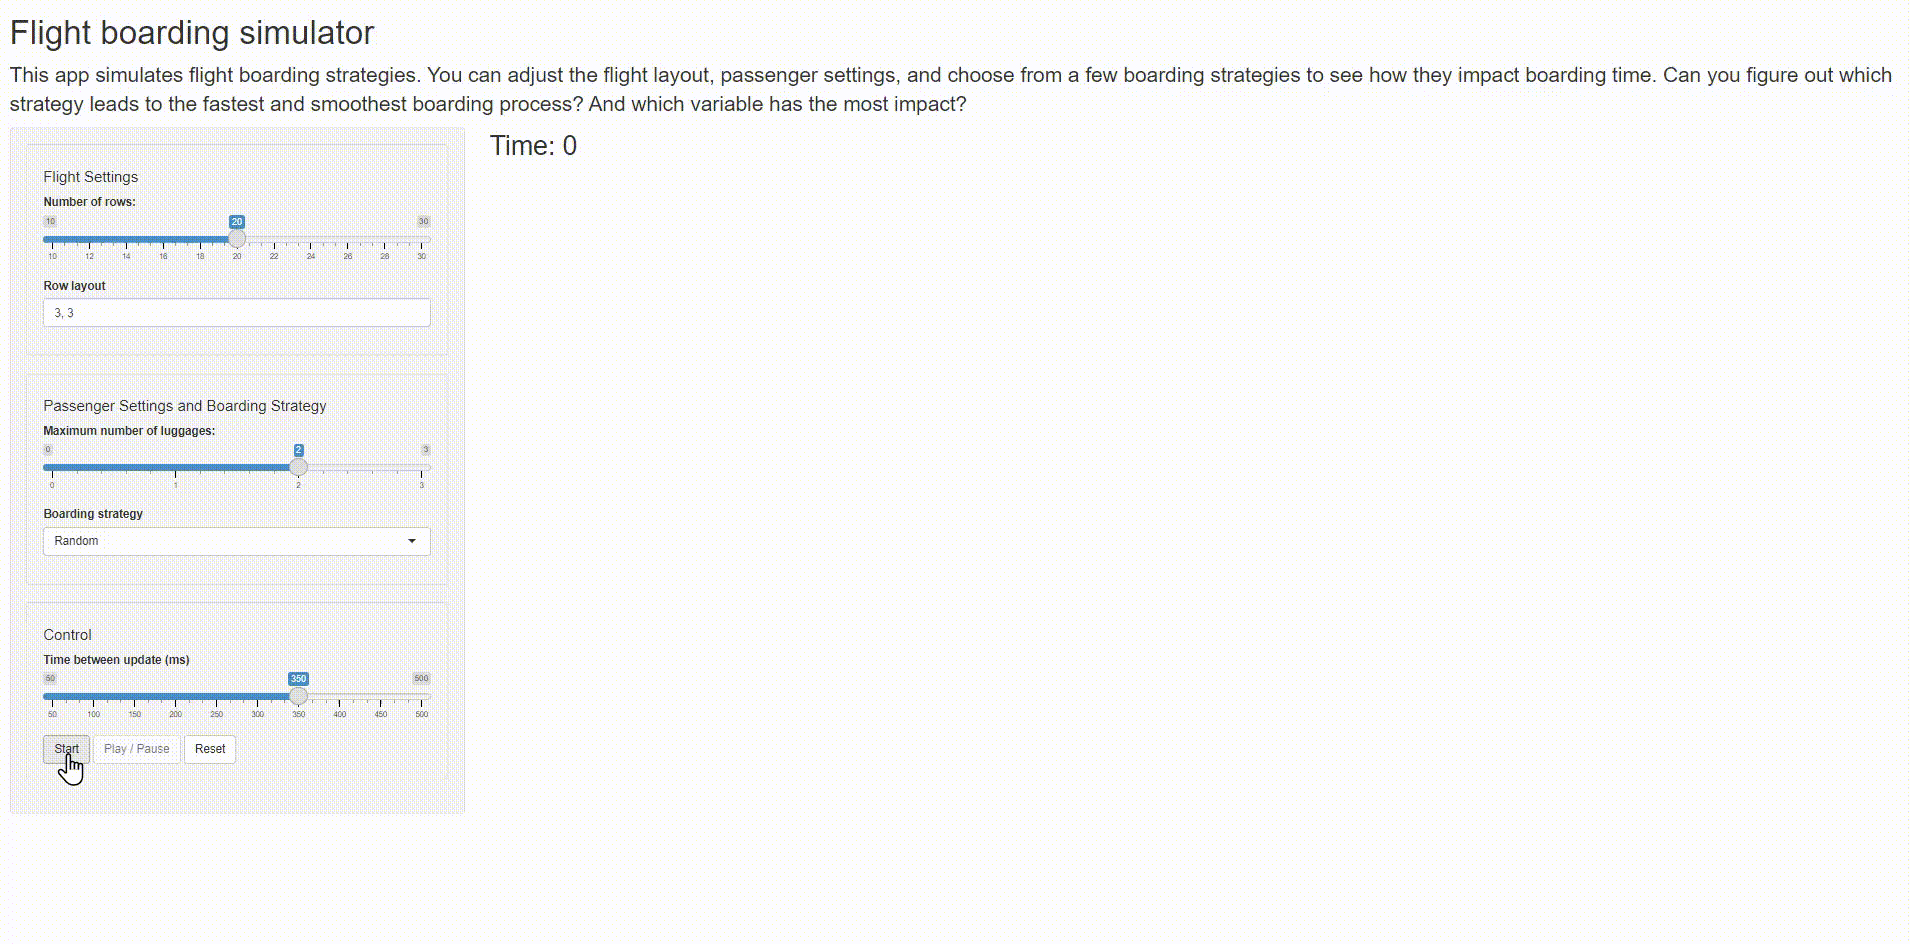 Flight boarding simulator
This app simulates flight boarding strategies. You can adjust the flight layout, passenger settings, and choose from a few boarding strategies to see how they impact boarding time. Can you figure out which
strategy leads to the fastest and smoothest boarding process? And which variable has the most impact?
Time: 0
Flight Settings
Number of rows:
10 20 30
10 12 14 16 18 20 22 24 26 28 30
Row layout
3, 3
Passenger Settings and Boarding Strategy
Maximum number of luggages:
0 2 3
0 1 2 3
Boarding strategy
Random
Control
Time between update (ms)
50 350 500
50 100 150 200 250 300 350 400 450 500
Start Play / Pause Reset